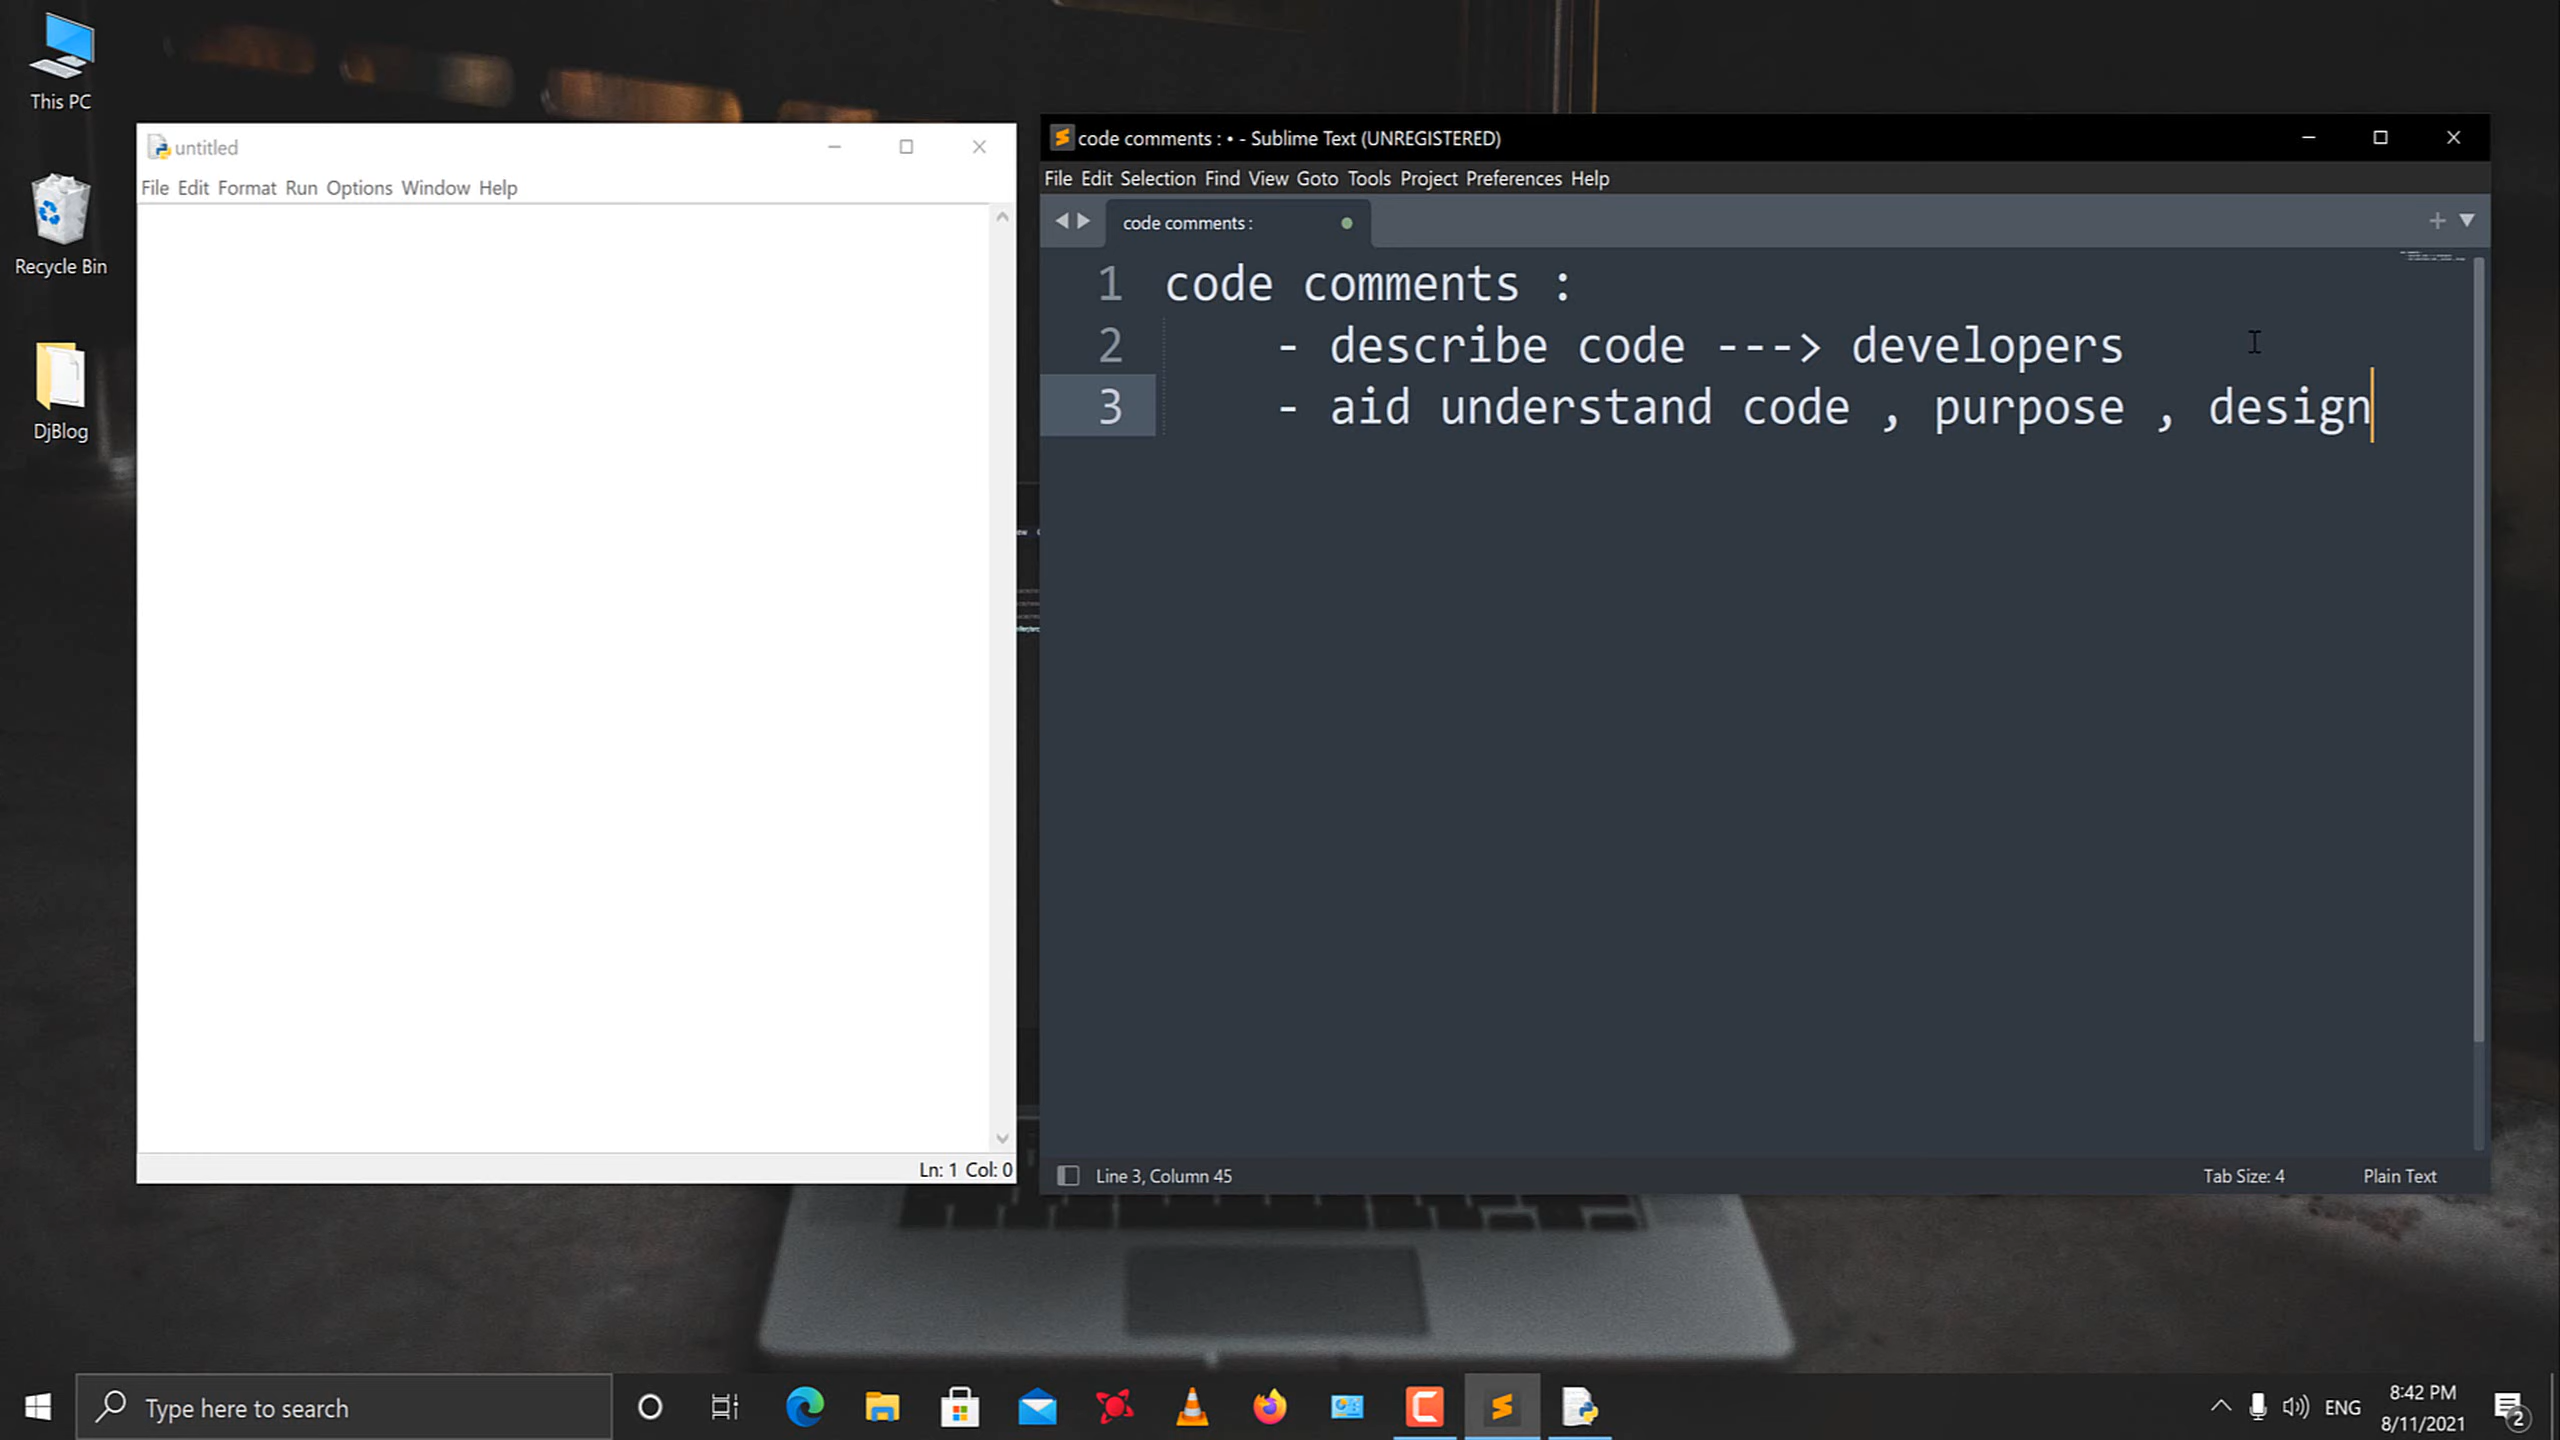 This PC
Recycle Bin
DjBlog
untitled
File Edit Format Run Options Window Help
Ln: 1 Col: 0
code comments : • - Sublime Text (UNREGISTERED)
File Edit Selection Find View Goto Tools Project Preferences Help
code comments :
1 code comments :
2 - describe code ---> developers
3 - aid understand code , purpose , design
Line 3, Column 45
Tab Size: 4
Plain Text
Type here to search
ENG
8:42 PM
8/11/2021
2